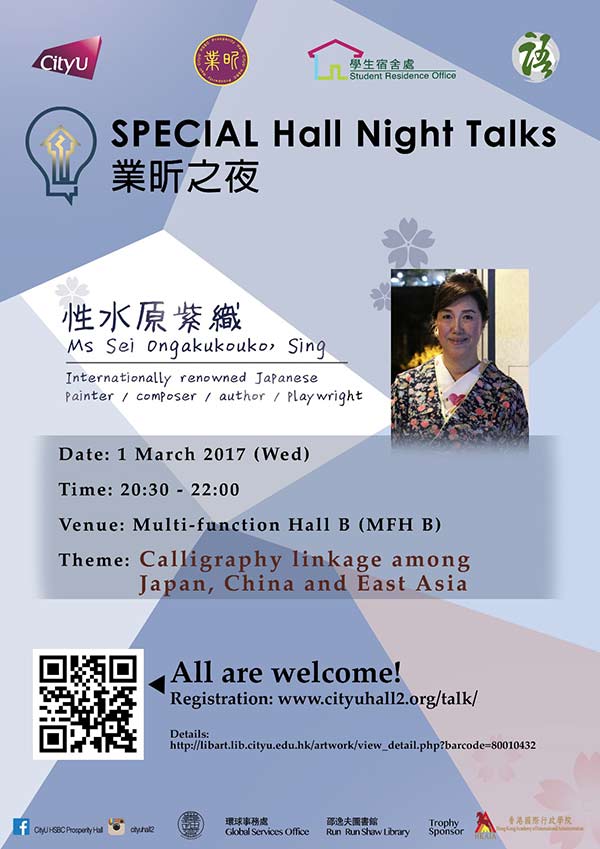 CityU
業昕
學生宿舍處
Student Residence Office
語
SPECIAL Hall Night Talks
業昕之夜
性水原紫織
Ms Sei Ongakukouko, Sing
Internationally renowned Japanese
Painter / composer / author / Playwright
Date: 1 March 2017 (Wed)
Time: 20:30 - 22:00
Venue: Multi-function Hall B (MFH B)
Theme: Calligraphy linkage among
Japan, China and East Asia
All are welcome!
Registration: www.cityuhall2.org/talk/
Details:
http://libart.lib.cityu.edu.hk/artwork/view_detail.php?barcode=80010432
CityU HSBC Prosperity Hall
cityuhall2
環球事務處
Global Services Office
邵逸夫圖書館
Run Run Shaw Library
Trophy
Sponsor
HKAIA
香港國際行政學院
Hong Kong Academy of International Administration